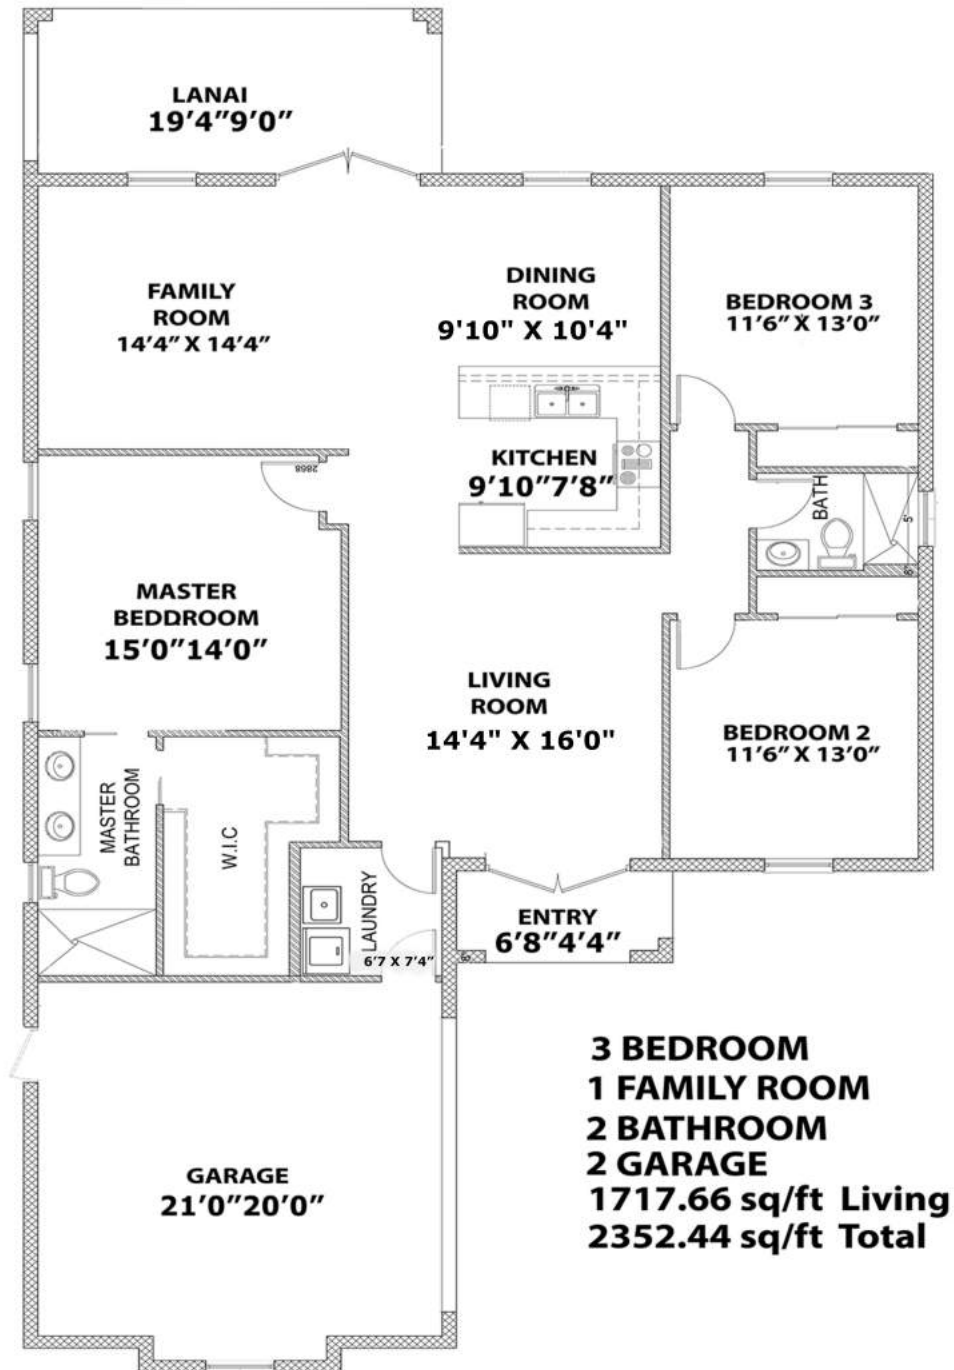 LANAI
19'4"9'0"
FAMILY
ROOM
14'4" X 14'4"
DINING
ROOM
9'10" X 10'4"
BEDROOM 3
11'6" X 13'0"
KITCHEN
9'10"7'8"
2868
BATH
5'
6"
MASTER
BEDDROOM
15'0"14'0"
LIVING
ROOM
14'4" X 16'0"
BEDROOM 2
11'6" X 13'0"
MASTER
BATHROOM
W.I.C
LAUNDRY
6'7 X 7'4"
ENTRY
6'8"4'4"
8"
GARAGE
21'0"20'0"
3 BEDROOM
1 FAMILY ROOM
2 BATHROOM
2 GARAGE
1717.66 sq/ft Living
2352.44 sq/ft Total